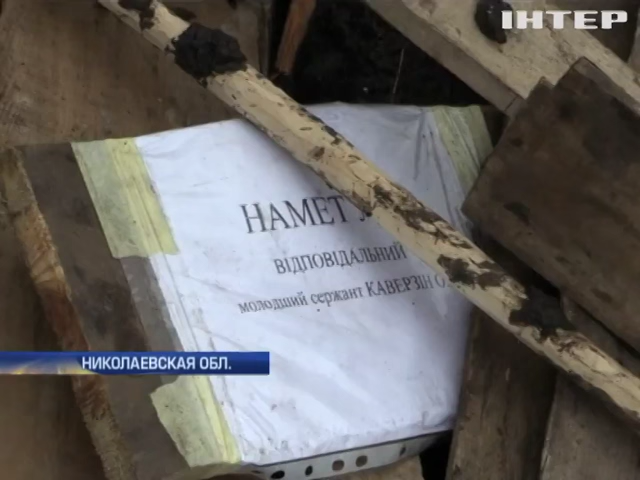 ІНТЕР
НАМЕТ
ВІДПОВІДАЛЬНИЙ
молодший сержант КАВЕРЗІН О
НИКОЛАЕВСКАЯ ОБЛ.